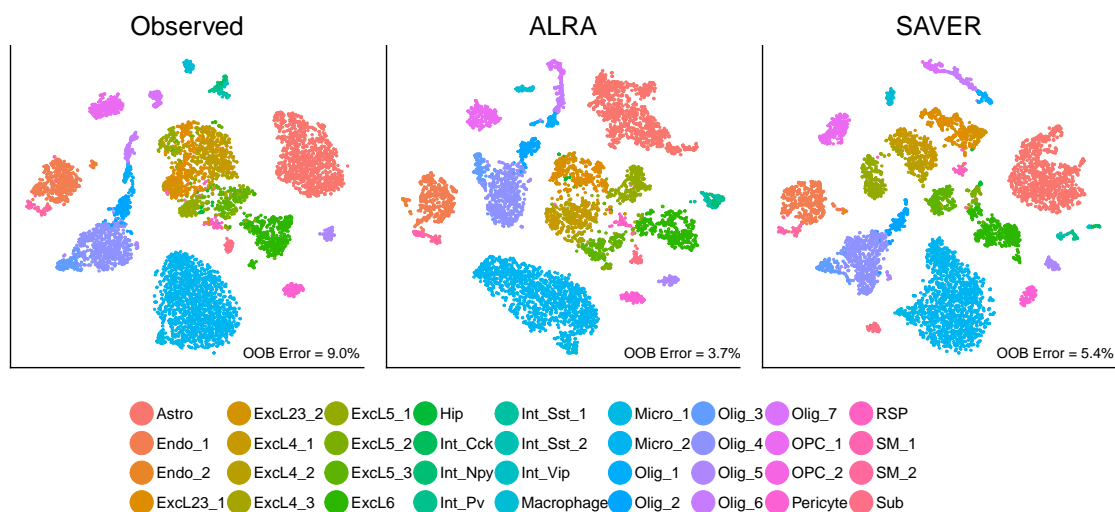 Observed ALRA SAVER
OOB Error = 9.0% OOB Error = 3.7% OOB Error = 5.4%
Astro ExcL23_2 ExcL5_1 Hip Int_Sst_1 Micro_1 Olig_3 Olig_7 RSP
Endo_1 ExcL4_1 ExcL5_2 Int_Cck Int_Sst_2 Micro_2 Olig_4 OPC_1 SM_1
Endo_2 ExcL4_2 ExcL5_3 Int_Npy Int_Vip Olig_1 Olig_5 OPC_2 SM_2
ExcL23_1 ExcL4_3 ExcL6 Int_Pv Macrophage Olig_2 Olig_6 Pericyte Sub